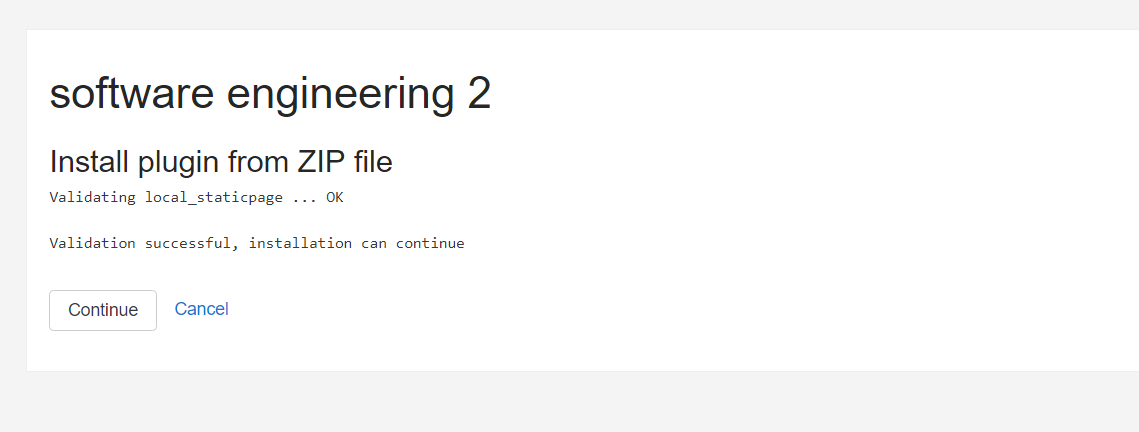 software engineering 2
Install plugin from ZIP file
Validating local_staticpage ... OK
Validation successful, installation can continue
Continue Cancel